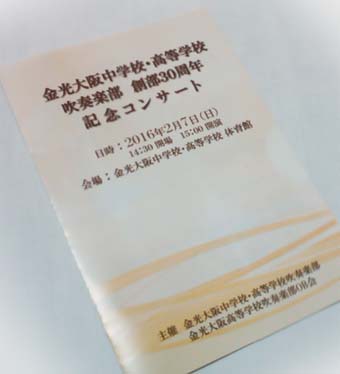 金光大阪中学校・高等学校
吹奏楽部 創部30周年
記念コンサート
日時：2016年2月7日（日）
14:30 開場 15:00 開演
会場：金光大阪中学校・高等学校 体育館
主催 金光大阪中学校・高等学校吹奏楽部
金光大阪高等学校吹奏楽部OB会